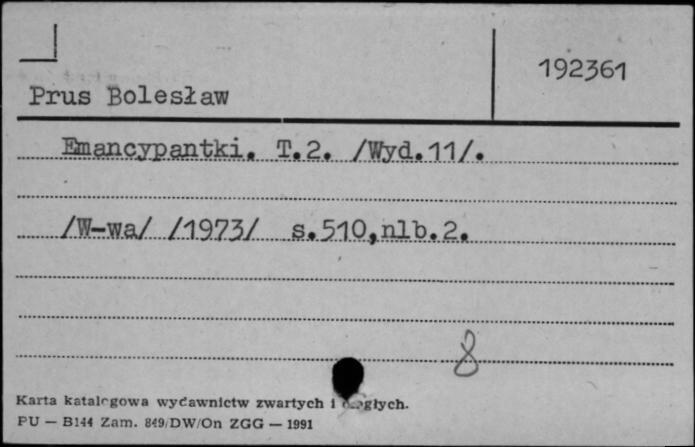 192361
Prus Bolesław
Emancypantki. T.2. /Wyd.11/.
/W-wa/ /1973/ s.510,nlb.2.
8
Karta katalogowa wydawnictw zwartych i ciągłych.
PU — B144 Zam. 849/DW/On ZGG — 1991